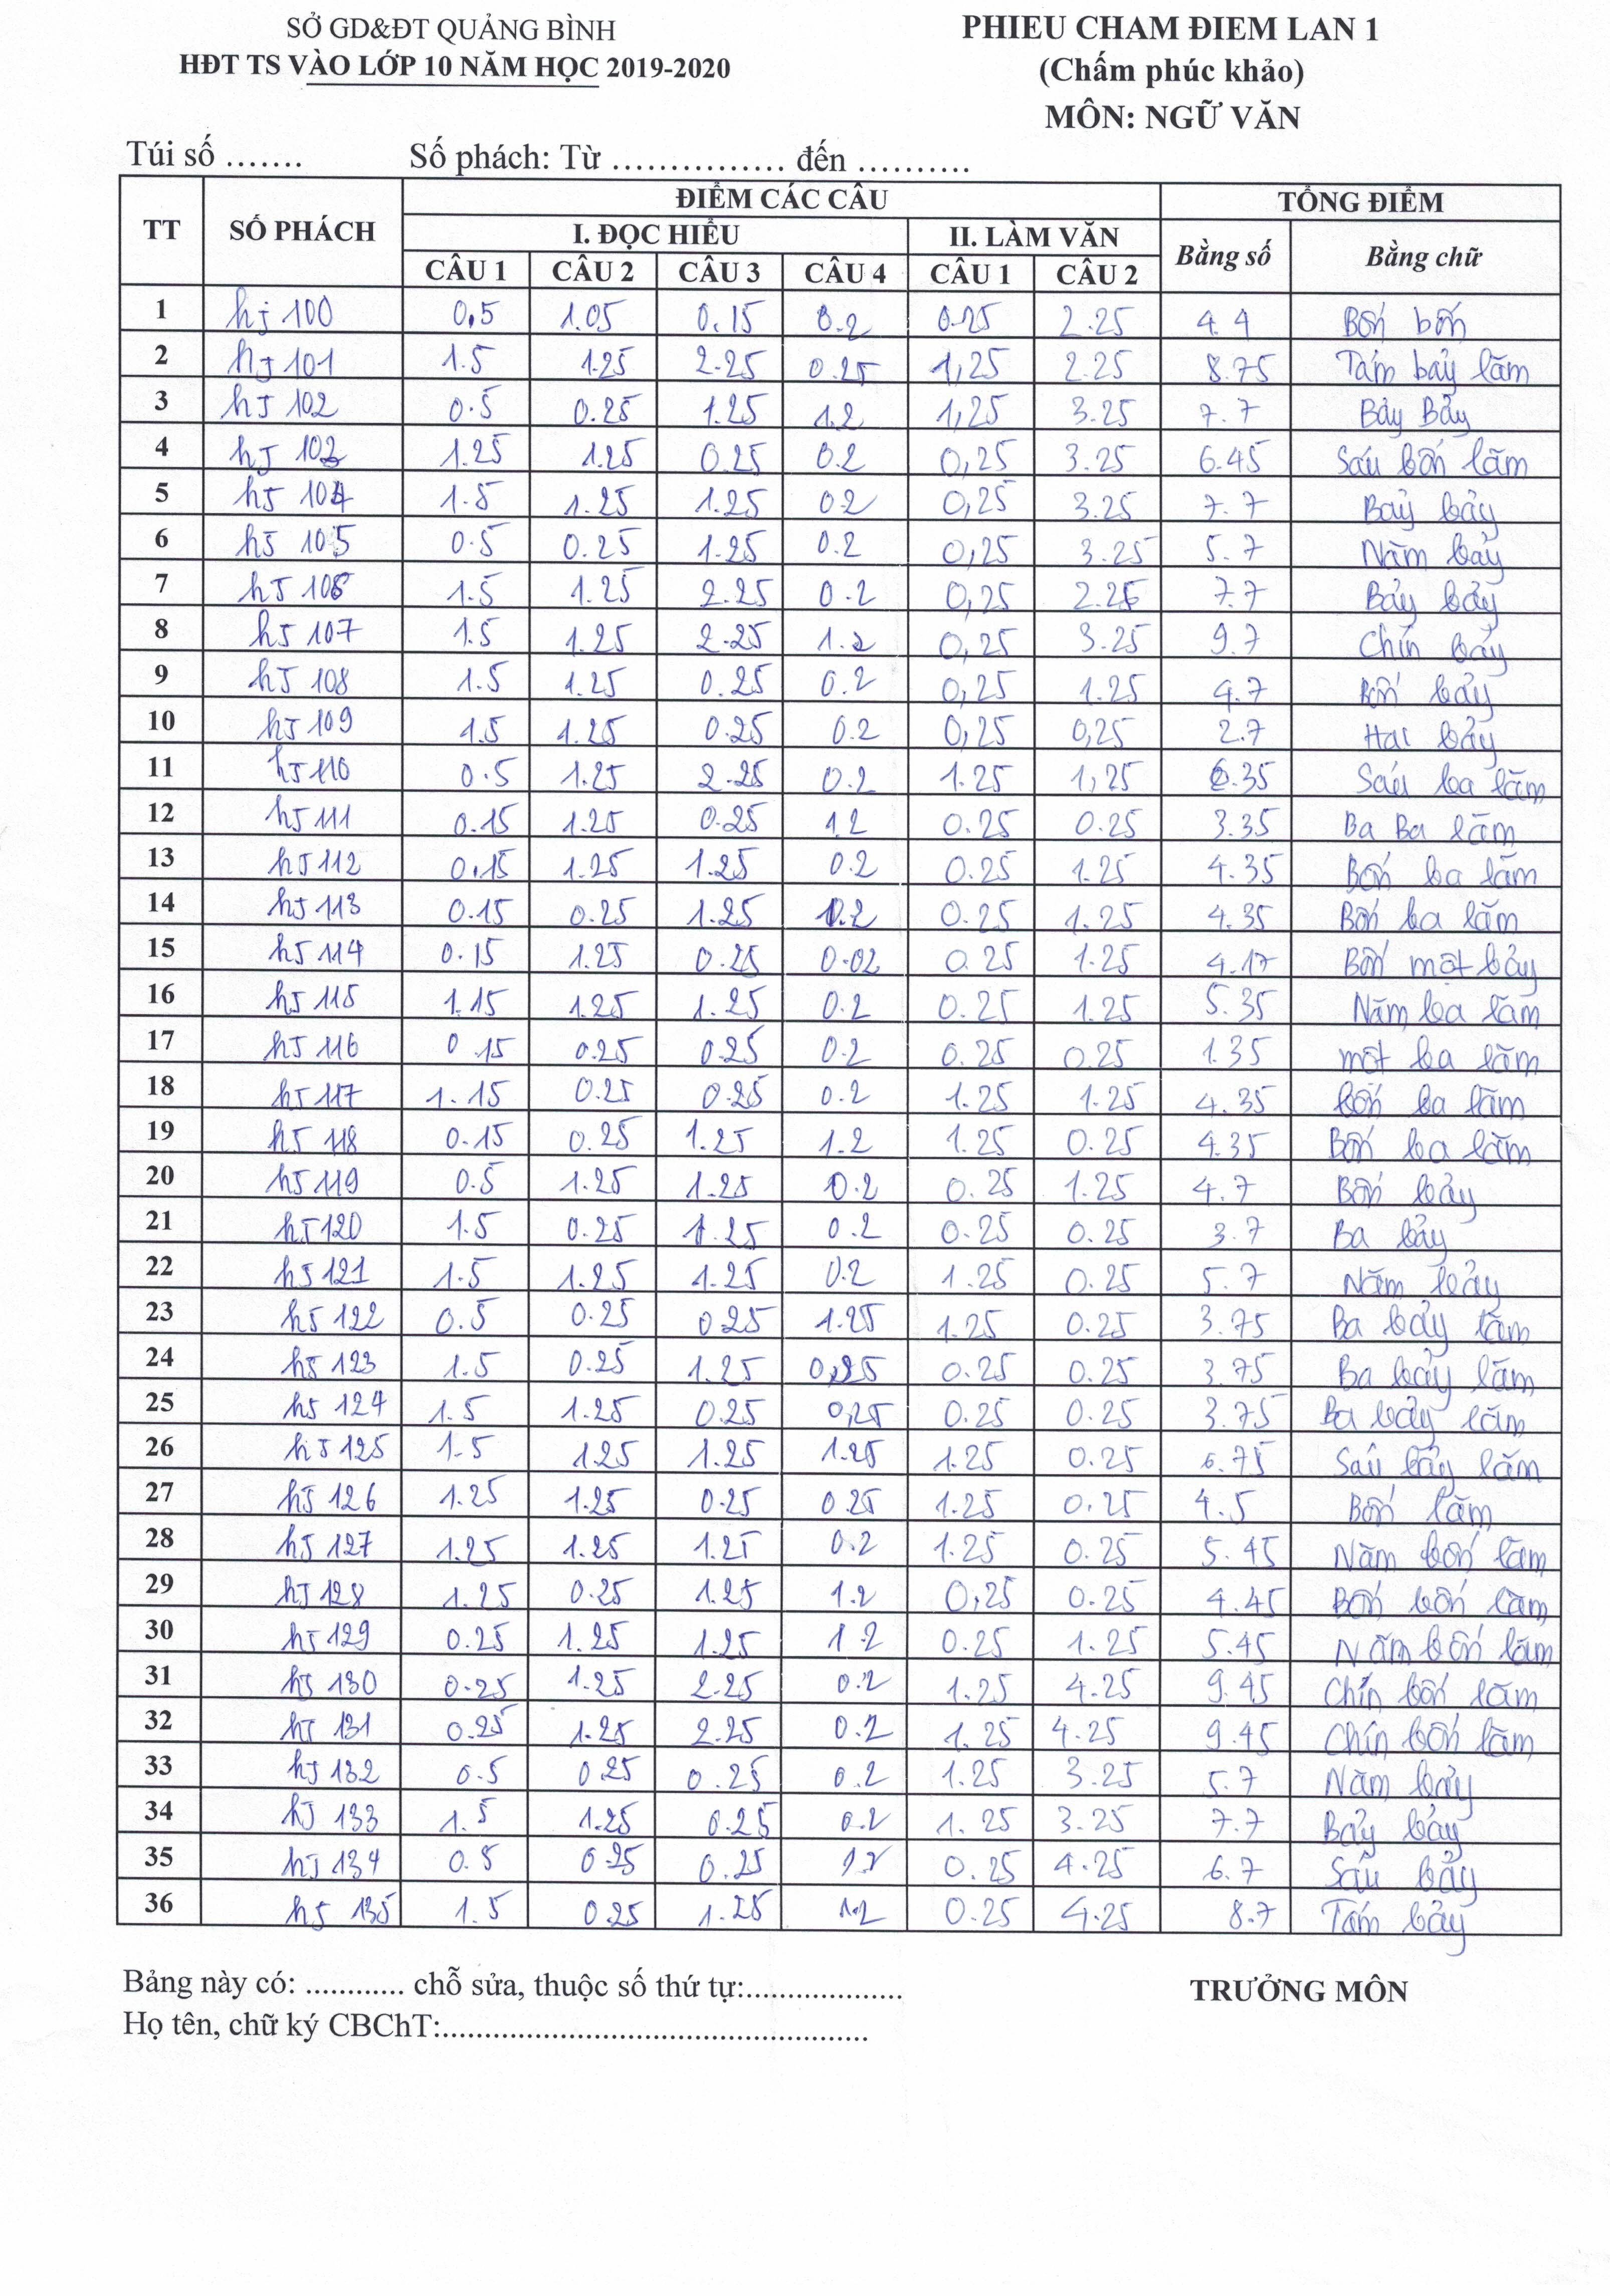 SỞ GD&ĐT QUẢNG BÌNH
HĐT TS VÀO LỚP 10 NĂM HỌC 2019-2020
PHIEU CHAM ĐIEM LAN 1
(Chấm phúc khảo)
MÔN: NGỮ VĂN
Túi số ....... Số phách: Từ ................ đến ..........
TT SỐ PHÁCH ĐIỂM CÁC CÂU TỔNG ĐIỂM
I. ĐỌC HIỂU II. LÀM VĂN Bằng số Bằng chữ
CÂU 1 CÂU 2 CÂU 3 CÂU 4 CÂU 1 CÂU 2
1 hJ 100 0.5 1.05 0.15 0.2 0.25 2.25 4.4 Bốn bốn
2 hJ 101 1.5 1.25 2.25 0.25 1,25 2.25 8.75 Tám bảy lăm
3 hJ 102 0.5 0.25 1.25 1.2 1,25 3.25 7.7 Bảy Bảy
4 hJ 103 1.25 1.25 0.25 0.2 0,25 3.25 6.45 Sáu bốn lăm
5 hJ 104 1.5 1.25 1.25 0.2 0,25 3.25 7.7 Bảy bảy
6 hJ 105 0.5 0.25 1.25 0.2 0,25 3.25 5.7 Năm bảy
7 hJ 106 1.5 1.25 2.25 0.2 0,25 2.25 7.7 Bảy bảy
8 hJ 107 1.5 1.25 2.25 1.2 0,25 3.25 9.7 Chín bảy
9 hJ 108 1.5 1.25 0.25 0.2 0,25 1.25 4.7 Bốn bảy
10 hJ 109 1.5 1.25 0.25 0.2 0,25 0,25 2.7 Hai bảy
11 hJ 110 0.5 1.25 2.25 0.2 1.25 1,25 6.35 Sáu ba lăm
12 hJ 111 0.15 1.25 0.25 1.2 0.25 0.25 3.35 Ba Ba lăm
13 hJ 112 0.15 1.25 1.25 0.2 0.25 1.25 4.35 Bốn ba lăm
14 hJ 113 0.15 0.25 1.25 1.2 0.25 1.25 4.35 Bốn ba lăm
15 hJ 114 0.15 1.25 0.25 0.02 0.25 1.25 4.17 Bốn một bảy
16 hJ 115 1.15 1.25 1.25 0.2 0.25 1.25 5.35 Năm ba lăm
17 hJ 116 0.15 0.25 0.25 0.2 0.25 0.25 1.35 một ba lăm
18 hJ 117 1.15 0.25 0.25 0.2 1.25 1.25 4.35 bốn ba lăm
19 hJ 118 0.15 0.25 1.25 1.2 1.25 0.25 4.35 Bốn ba lăm
20 hJ 119 0.5 1.25 1.25 0.2 0.25 1.25 4.7 Bốn bảy
21 hJ 120 1.5 0.25 1.25 0.2 0.25 0.25 3.7 Ba bảy
22 hJ 121 1.5 1.25 1.25 0.2 1.25 0.25 5.7 Năm bảy
23 hJ 122 0.5 0.25 0.25 1.25 1.25 0.25 3.75 Ba bảy lăm
24 hJ 123 1.5 0.25 1.25 0,25 0.25 0.25 3.75 Ba bảy lăm
25 hJ 124 1.5 1.25 0.25 0,25 0.25 0.25 3.75 Ba bảy lăm
26 hJ 125 1.5 1.25 1.25 1.25 1.25 0.25 6.75 Sáu bảy lăm
27 hJ 126 1.25 1.25 0.25 0.25 1.25 0.25 4.5 Bốn lăm
28 hJ 127 1.25 1.25 1.25 0.2 1.25 0.25 5.45 Năm bốn lăm
29 hJ 128 1.25 0.25 1.25 1.2 0,25 0.25 4.45 Bốn bốn lăm
30 hJ 129 0.25 1.25 1.25 1.2 0.25 1.25 5.45 Năm bốn lăm
31 hJ 130 0.25 1.25 2.25 0.2 1.25 4.25 9.45 Chín bốn lăm
32 hJ 131 0.25 1.25 2.25 0.2 1.25 4.25 9.45 Chín bốn lăm
33 hJ 132 0.5 0.25 0.25 0.2 1.25 3.25 5.7 Năm bảy
34 hJ 133 1.5 1.25 0.25 0.2 1.25 3.25 7.7 Bảy bảy
35 hJ 134 0.5 0.25 0.25 1.2 0.25 4.25 6.7 Sáu bảy
36 hJ 135 1.5 0.25 1.25 1.2 0.25 4.25 8.7 Tám bảy
Bảng này có: ............ chỗ sửa, thuộc số thứ tự:...................
TRƯỞNG MÔN
Họ tên, chữ ký CBChT:....................................................